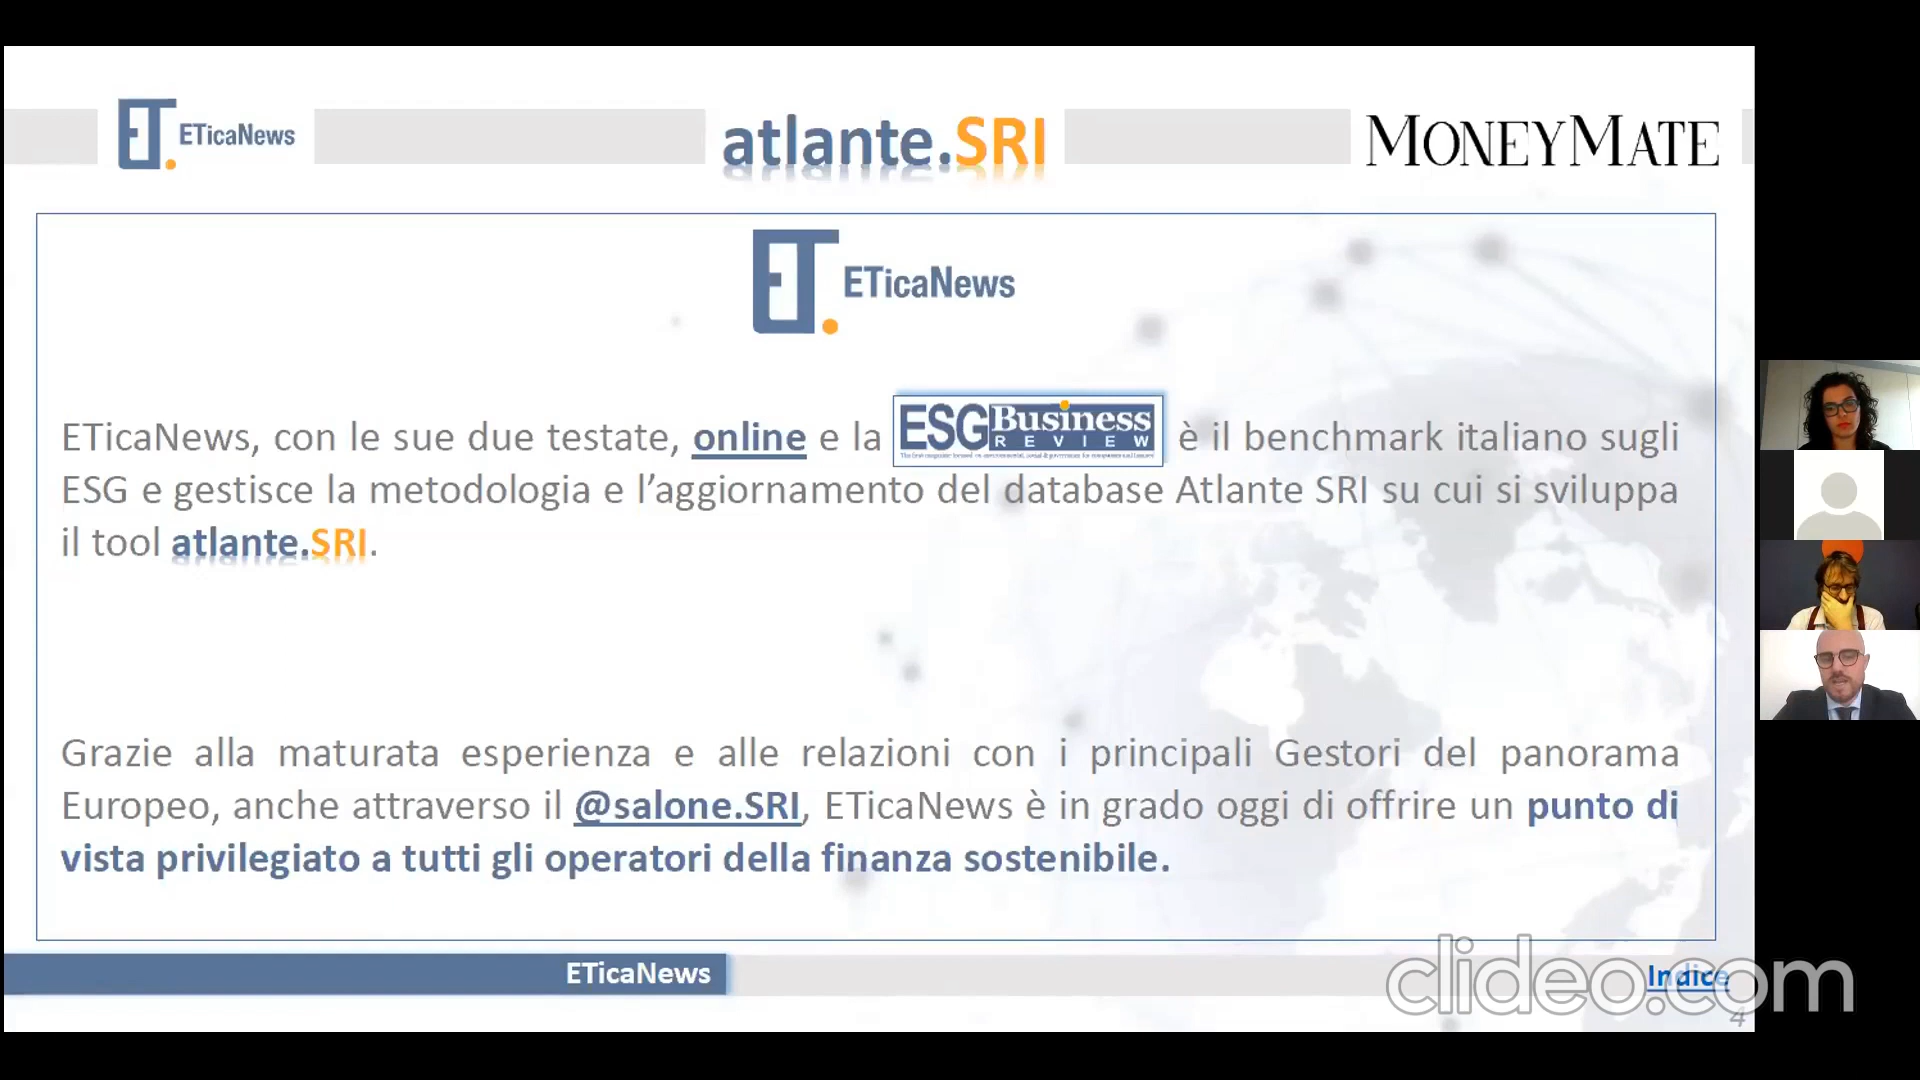 ET. ETicaNews
atlante.SRI
MONEYMATE
ET. ETicaNews
ETicaNews, con le sue due testate, online e la ESG Business REVIEW è il benchmark italiano sugli
ESG e gestisce la metodologia e l’aggiornamento del database Atlante SRI su cui si sviluppa
il tool atlante.SRI.
Grazie alla maturata esperienza e alle relazioni con i principali Gestori del panorama
Europeo, anche attraverso il @salone.SRI, ETicaNews è in grado oggi di offrire un punto di
vista privilegiato a tutti gli operatori della finanza sostenibile.
ETicaNews
Indice
clideo.com
4